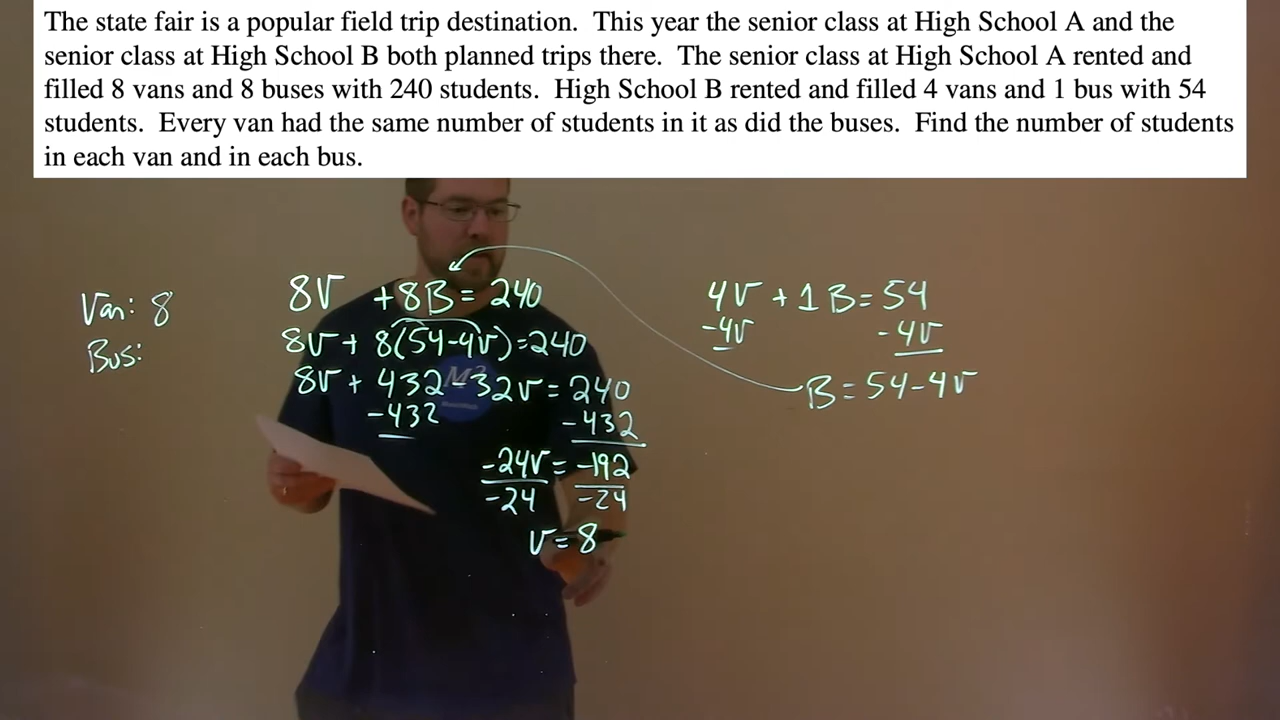 The state fair is a popular field trip destination. This year the senior class at High School A and the
senior class at High School B both planned trips there. The senior class at High School A rented and
filled 8 vans and 8 buses with 240 students. High School B rented and filled 4 vans and 1 bus with 54
students. Every van had the same number of students in it as did the buses. Find the number of students
in each van and in each bus.
Van: 8
Bus:
8v + 8B = 240
8v + 8(54-4v) = 240
8v + 432 - 32v = 240
-432 -432
-24v = -192
-24 -24
v = 8
4v + 1B = 54
-4v -4v
B = 54-4v